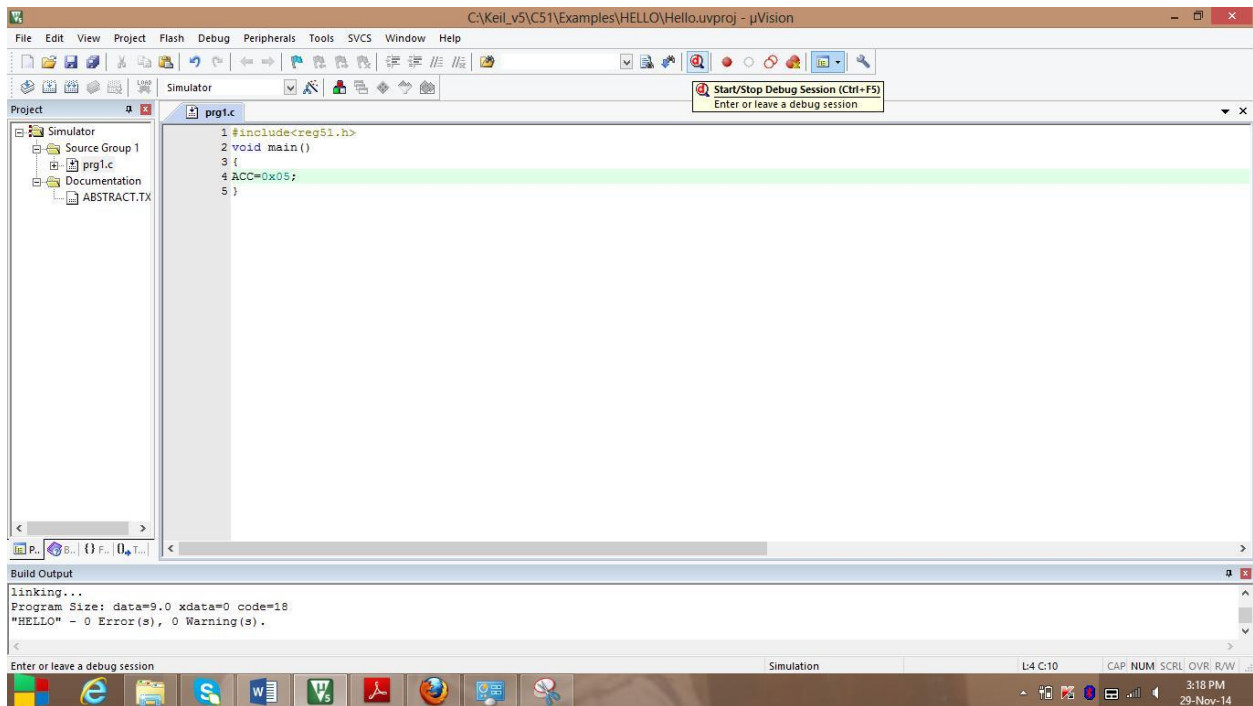 C:\Keil_v5\C51\Examples\HELLO\Hello.uvproj - µVision
File Edit View Project Flash Debug Peripherals Tools SVCS Window Help
Simulator
Start/Stop Debug Session (Ctrl+F5)
Enter or leave a debug session
Project
prg1.c
Simulator
Source Group 1
prg1.c
Documentation
ABSTRACT.TX
1 #include<reg51.h>
2 void main()
3 {
4 ACC=0x05;
5 }
P.. B.. {} F.. T...
Build Output
linking...
Program Size: data=9.0 xdata=0 code=18
"HELLO" - 0 Error(s), 0 Warning(s).
Enter or leave a debug session Simulation L:4 C:10 CAP NUM SCRL OVR R/W
3:18 PM
29-Nov-14